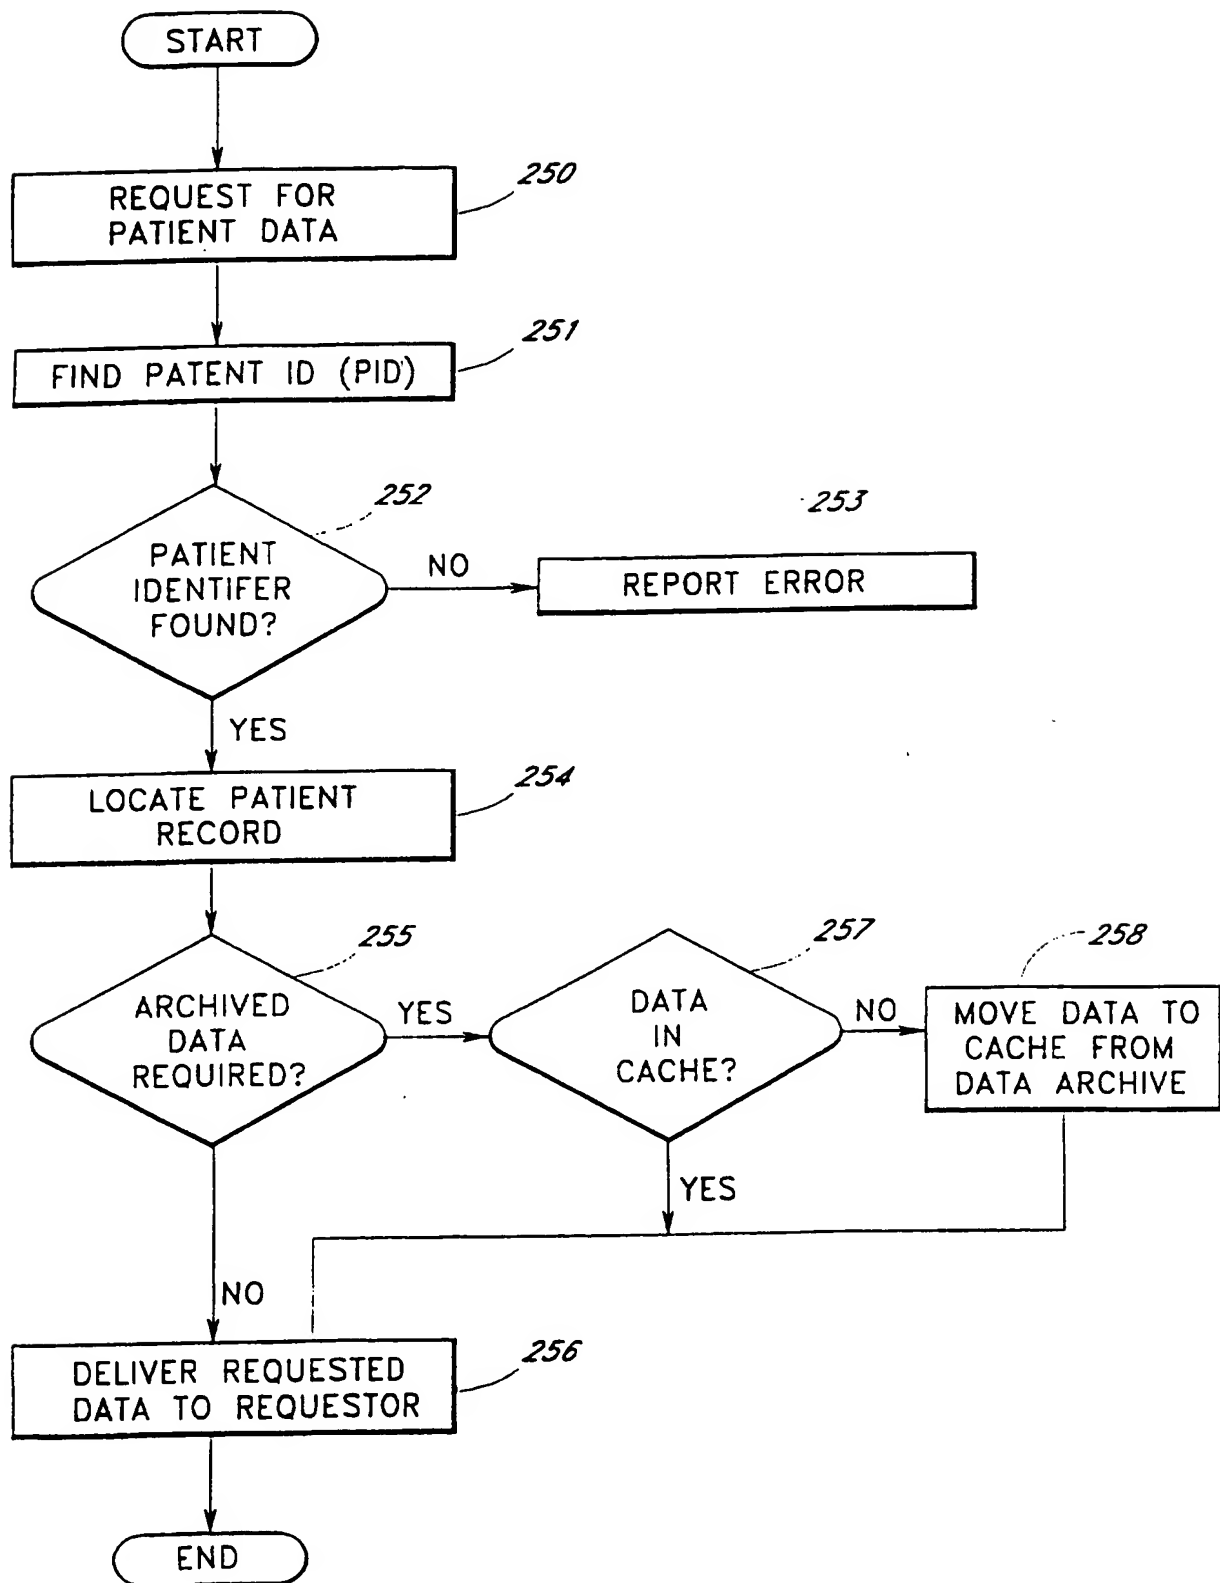 START
250
REQUEST FOR
PATIENT DATA
251
FIND PATENT ID (PID)
252
253
PATIENT
IDENTIFER
FOUND?
NO
REPORT ERROR
YES
254
LOCATE PATIENT
RECORD
255
257
258
ARCHIVED
DATA
REQUIRED?
YES
DATA
IN
CACHE?
NO
MOVE DATA TO
CACHE FROM
DATA ARCHIVE
YES
NO
256
DELIVER REQUESTED
DATA TO REQUESTOR
END